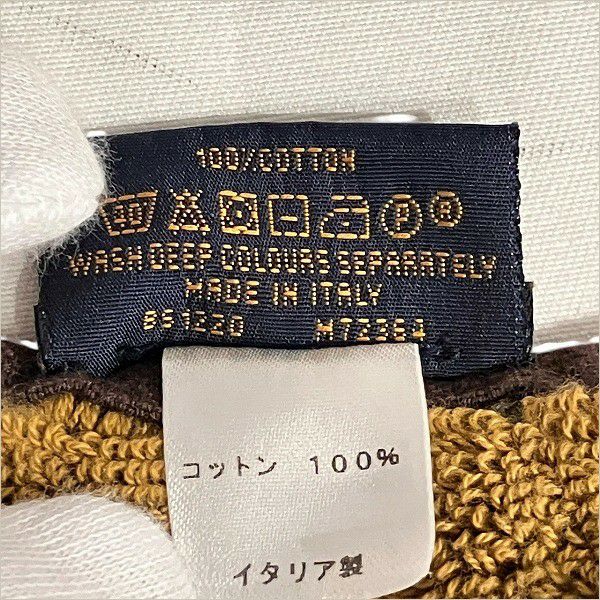 100% COTTON
WASH DEEP COLOURS SEPARATELY
MADE IN ITALY
M72364
コットン 100%
イタリア製